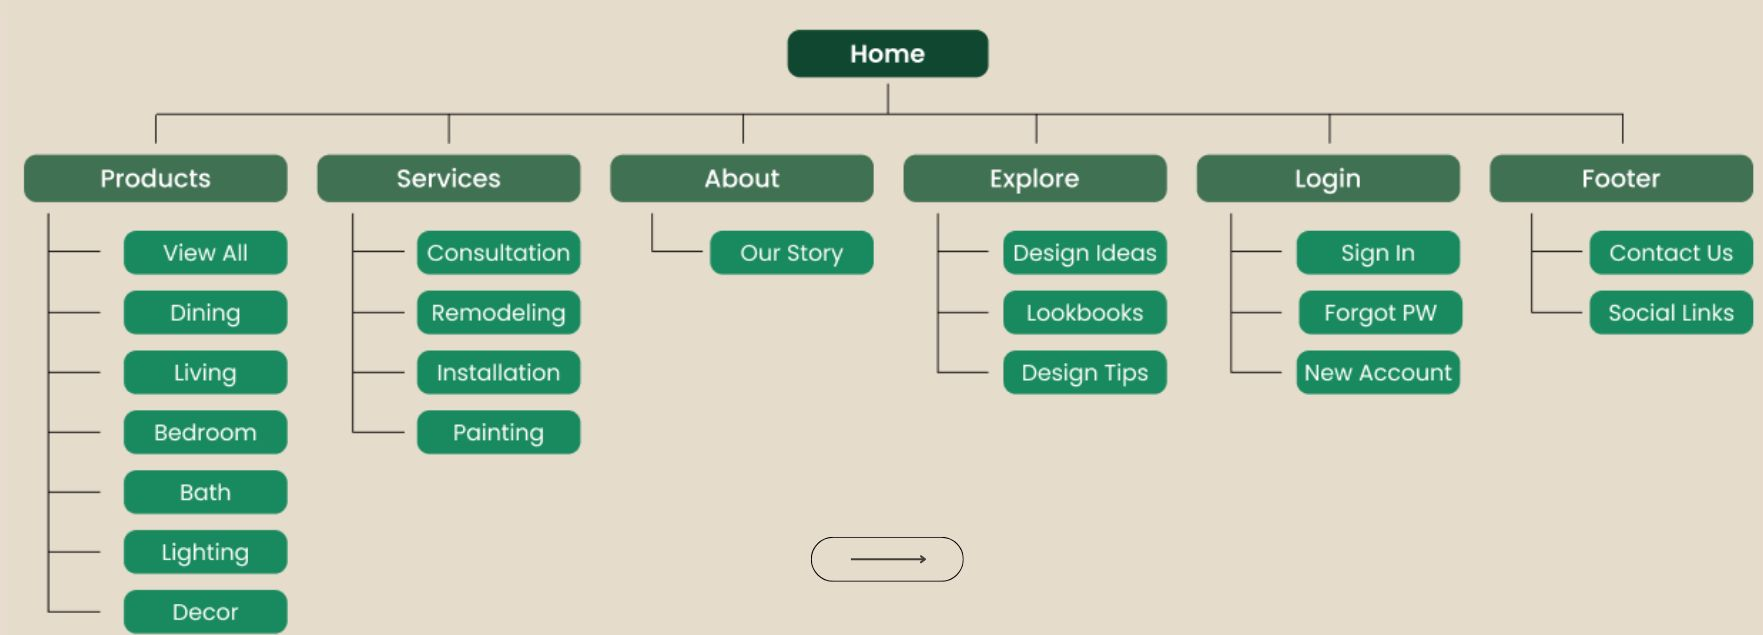 Home
Products
View All
Dining
Living
Bedroom
Bath
Lighting
Decor
Services
Consultation
Remodeling
Installation
Painting
About
Our Story
Explore
Design Ideas
Lookbooks
Design Tips
Login
Sign In
Forgot PW
New Account
Footer
Contact Us
Social Links